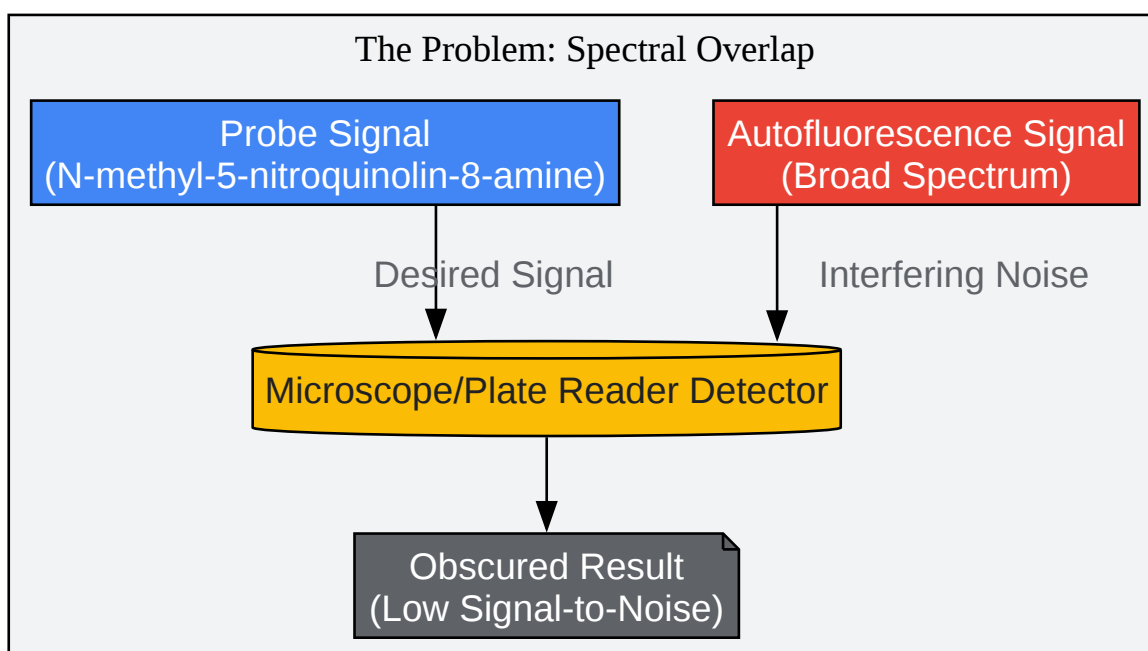 The Problem: Spectral Overlap
Probe Signal
(N-methyl-5-nitroquinolin-8-amine)
Autofluorescence Signal
(Broad Spectrum)
Desired Signal
Interfering Noise
Microscope/Plate Reader Detector
Obscured Result
(Low Signal-to-Noise)